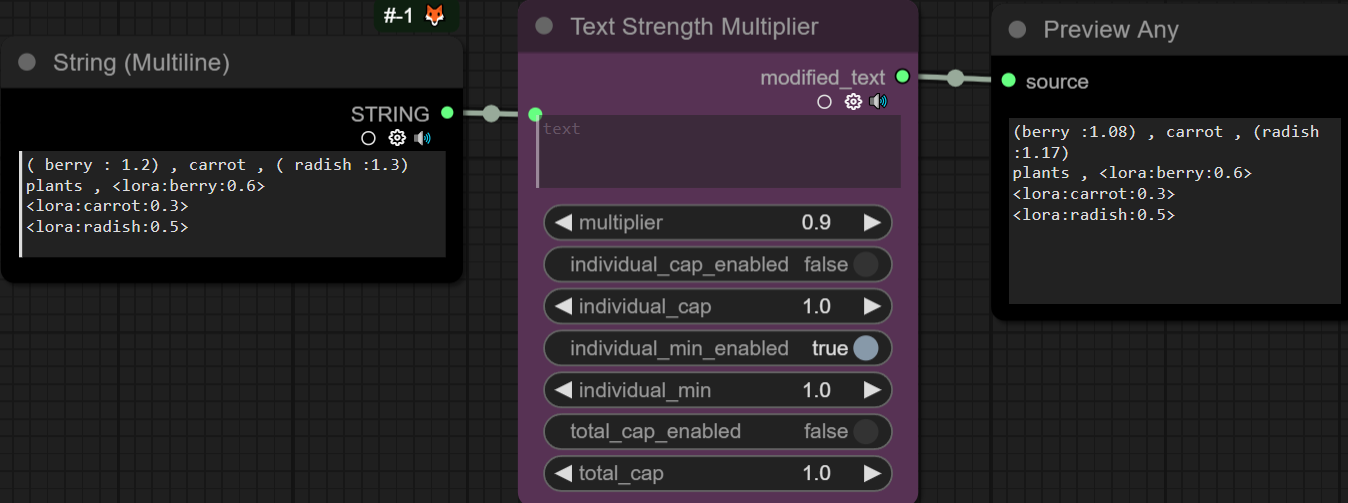 #-1
String (Multiline)
STRING
( berry : 1.2) , carrot , ( radish :1.3)
plants , <lora:berry:0.6>
<lora:carrot:0.3>
<lora:radish:0.5>
Text Strength Multiplier
modified_text
text
multiplier 0.9
individual_cap_enabled false
individual_cap 1.0
individual_min_enabled true
individual_min 1.0
total_cap_enabled false
total_cap 1.0
Preview Any
source
(berry :1.08) , carrot , (radish
:1.17)
plants , <lora:berry:0.6>
<lora:carrot:0.3>
<lora:radish:0.5>